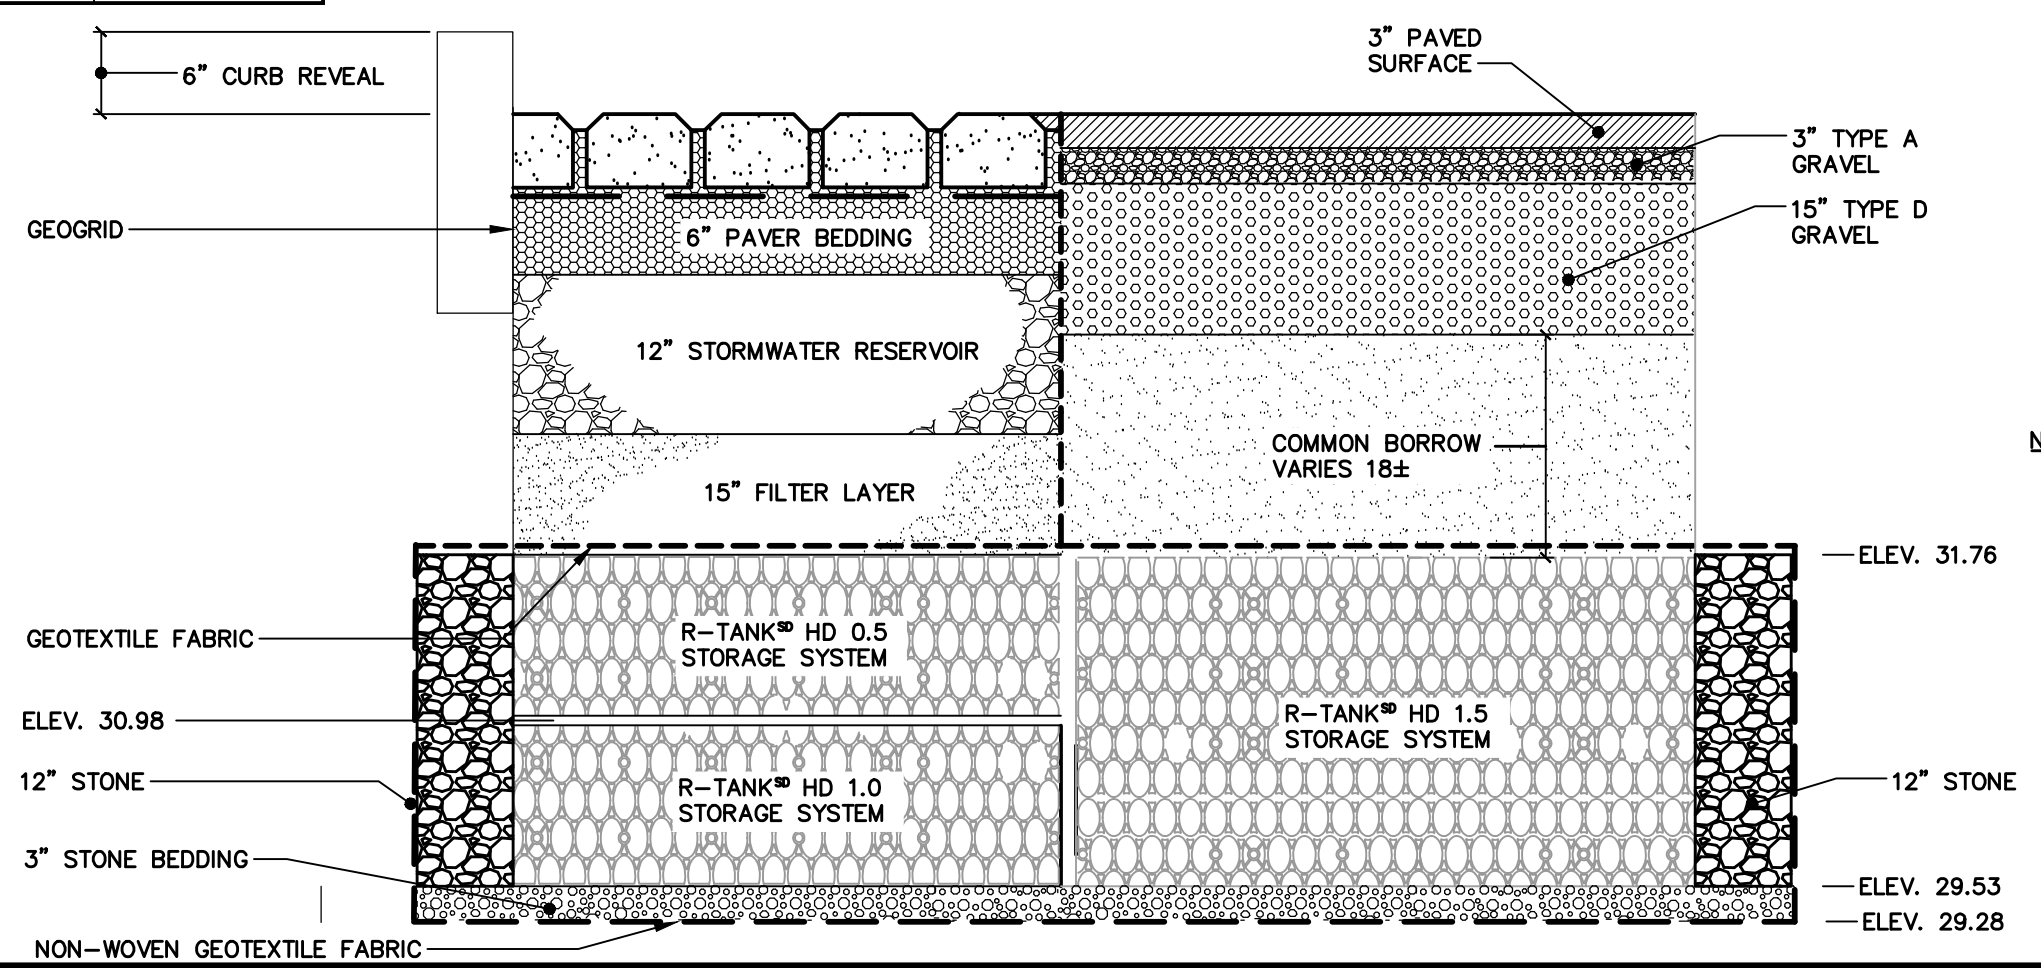 3” PAVED
SURFACE
6” CURB REVEAL
3” TYPE A
GRAVEL
15” TYPE D
GRAVEL
GEOGRID
6” PAVER BEDDING
12” STORMWATER RESERVOIR
COMMON BORROW
VARIES 18±
15” FILTER LAYER
ELEV. 31.76
GEOTEXTILE FABRIC
R-TANKSD HD 0.5
STORAGE SYSTEM
ELEV. 30.98
R-TANKSD HD 1.5
STORAGE SYSTEM
12” STONE
R-TANKSD HD 1.0
STORAGE SYSTEM
12” STONE
3” STONE BEDDING
ELEV. 29.53
ELEV. 29.28
NON-WOVEN GEOTEXTILE FABRIC